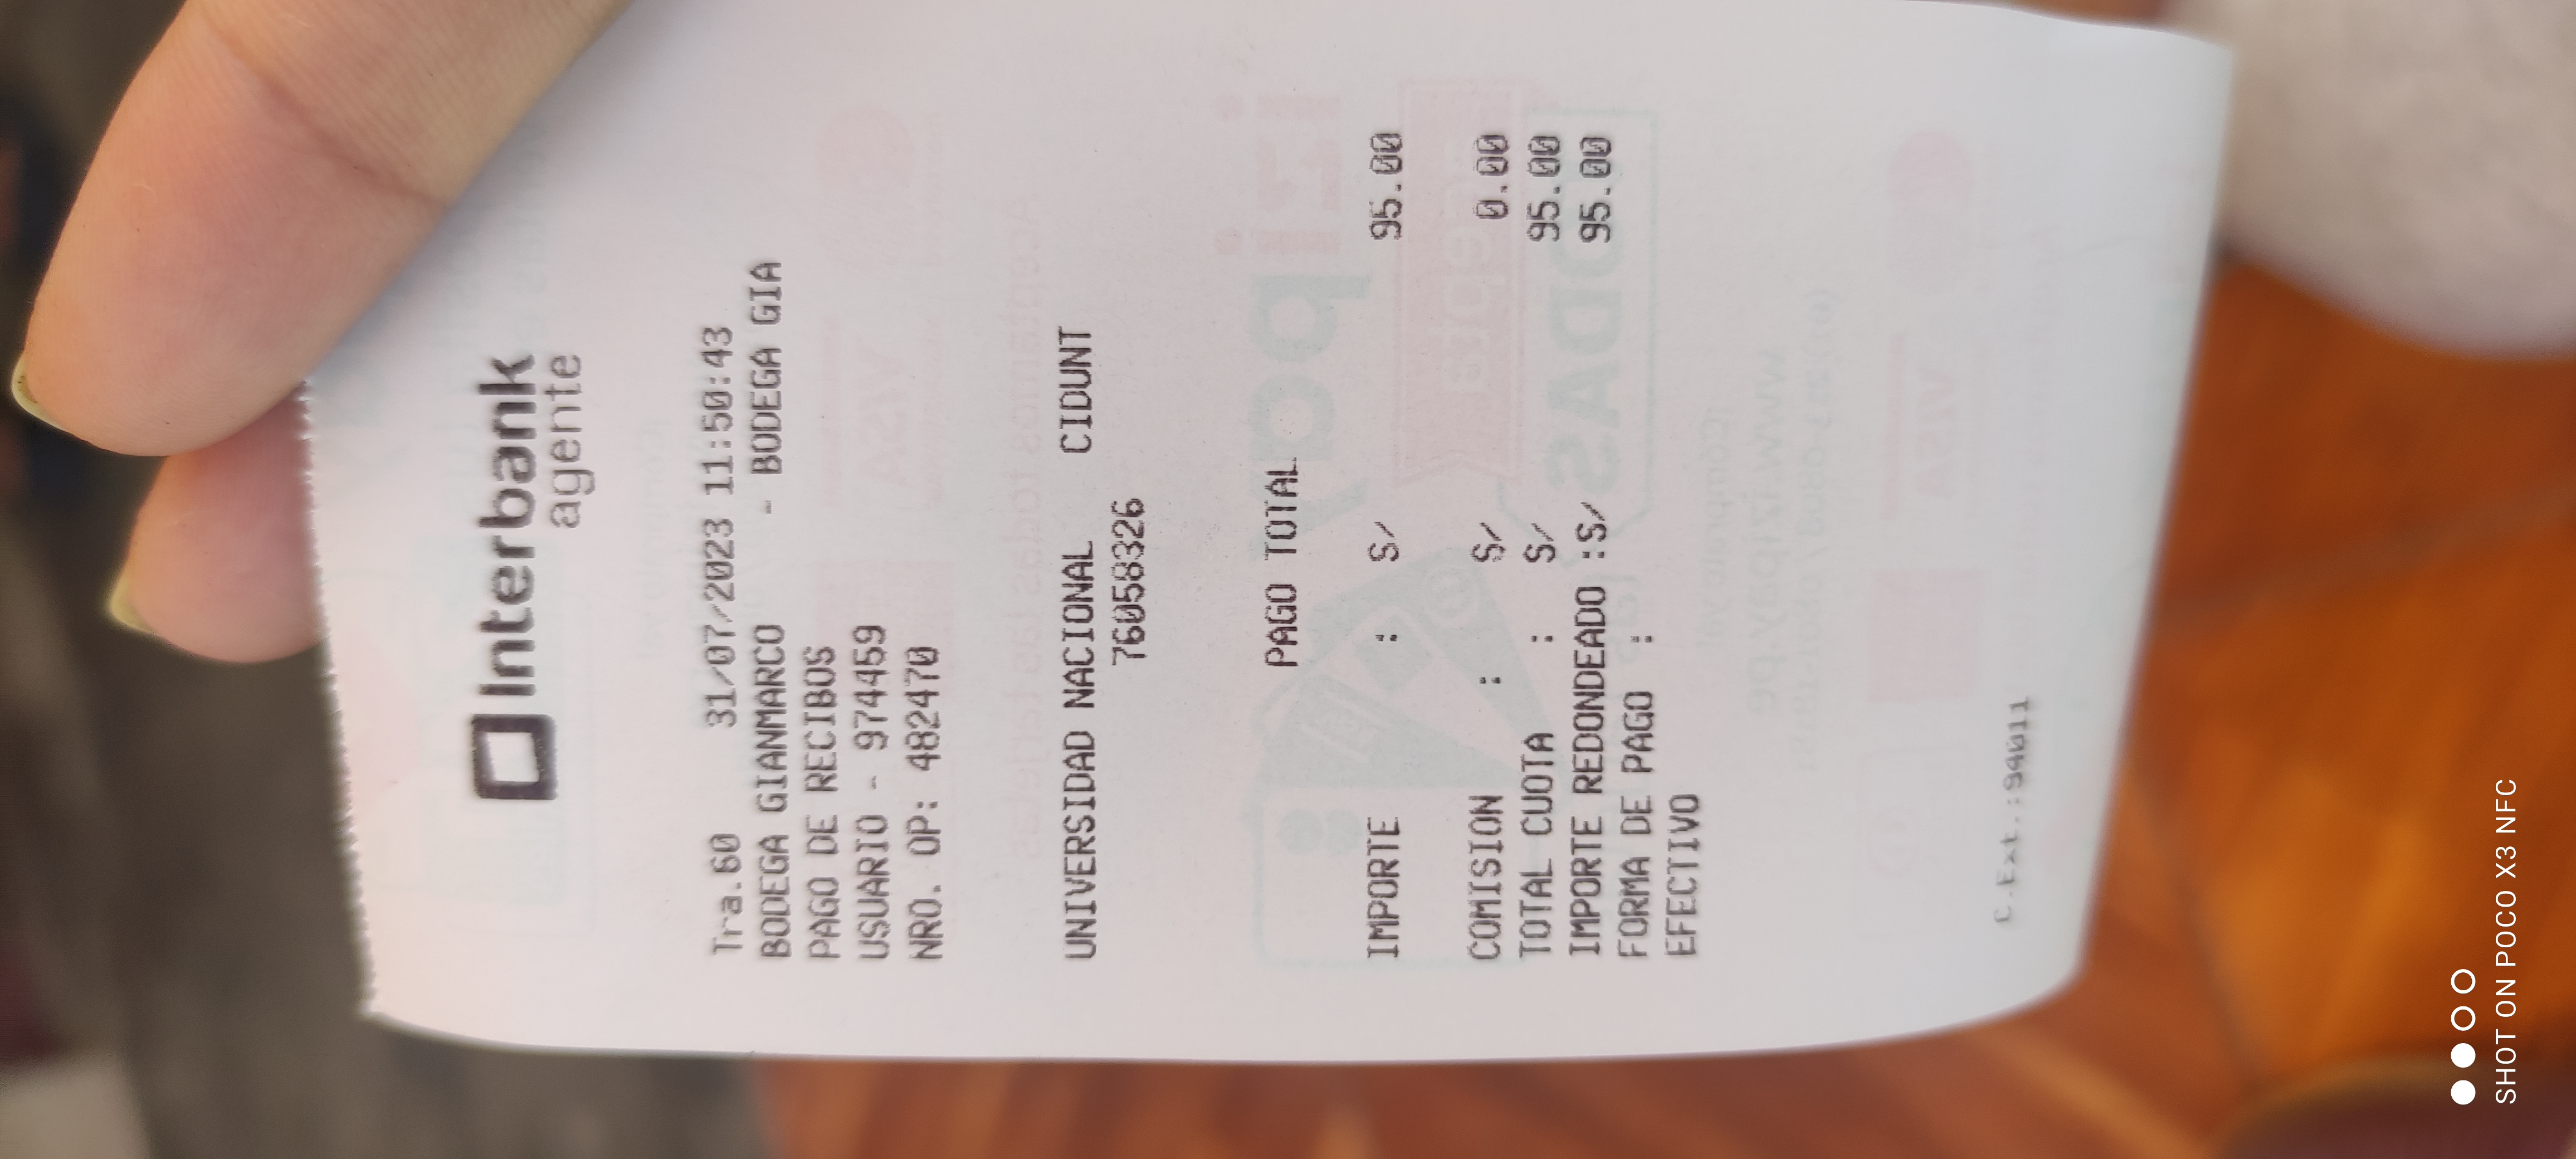 Interbank
agente
Tra.60 31/07/2023 11:50:43
BODEGA GIANMARCO - BODEGA GIA
PAGO DE RECIBOS
USUARIO - 974459
NRO. OP: 482470
UNIVERSIDAD NACIONAL CIDUNT
76058326
PAGO TOTAL
IMPORTE : S/ 95.00
COMISION : S/ 0.00
TOTAL CUOTA : S/ 95.00
IMPORTE REDONDEADO :S/ 95.00
FORMA DE PAGO :
EFECTIVO
C.Ext.:94011
SHOT ON POCO X3 NFC